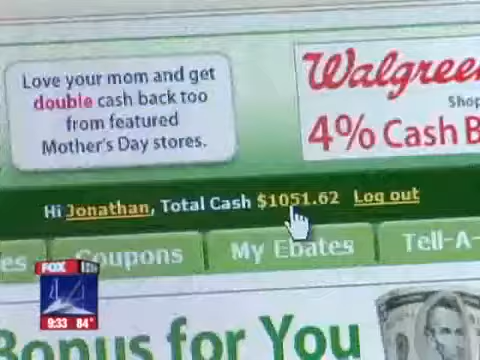 Love your mom and get
double cash back too
from featured
Mother's Day stores.
Walgree
Shop
4% Cash B
Hi Jonathan, Total Cash $1051.62 Log out
es Coupons My Ebates Tell-A-
FOX
9:33 84°
Bonus for You